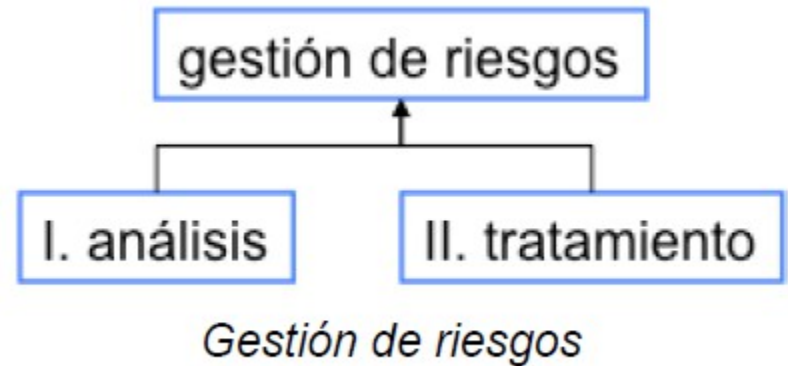 gestión de riesgos
I. análisis
II. tratamiento
Gestión de riesgos